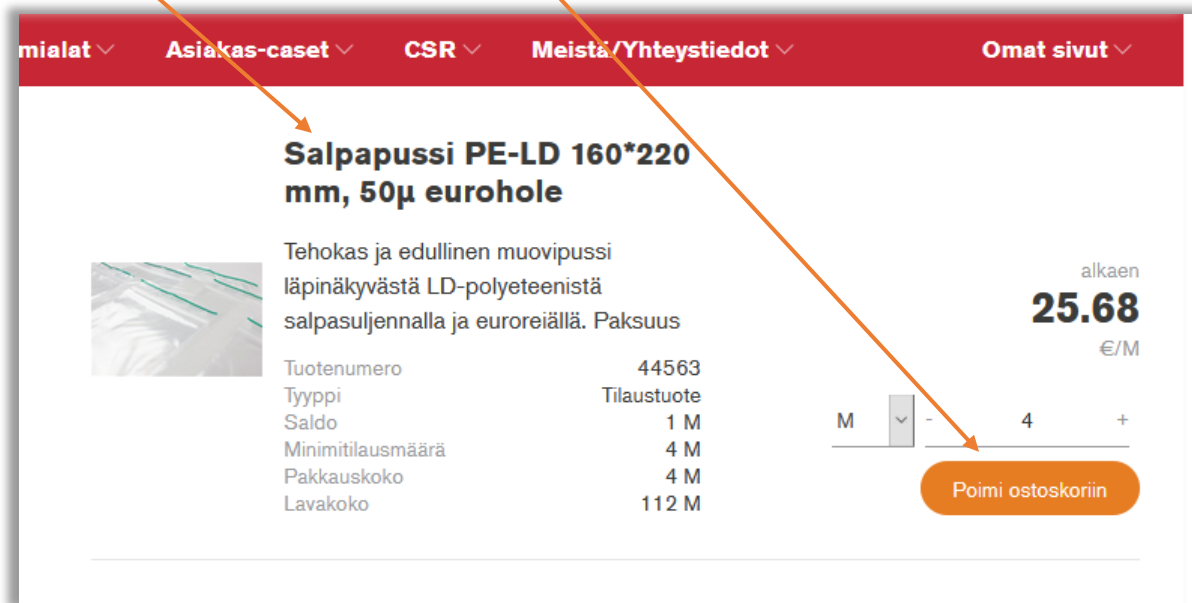 mialat Asiakas-caset CSR Meistä/Yhteystiedot Omat sivut
Salpapussi PE-LD 160*220
mm, 50µ eurohole
Tehokas ja edullinen muovipussi
läpinäkyvästä LD-polyeteenistä
salpasuljennalla ja euroreiällä. Paksuus
alkaen
25.68
€/M
Tuotenumero 44563
Tyyppi Tilaustuote
Saldo 1 M
Minimitilausmäärä 4 M
Pakkauskoko 4 M
Lavakoko 112 M
M - 4 +
Poimi ostoskoriin